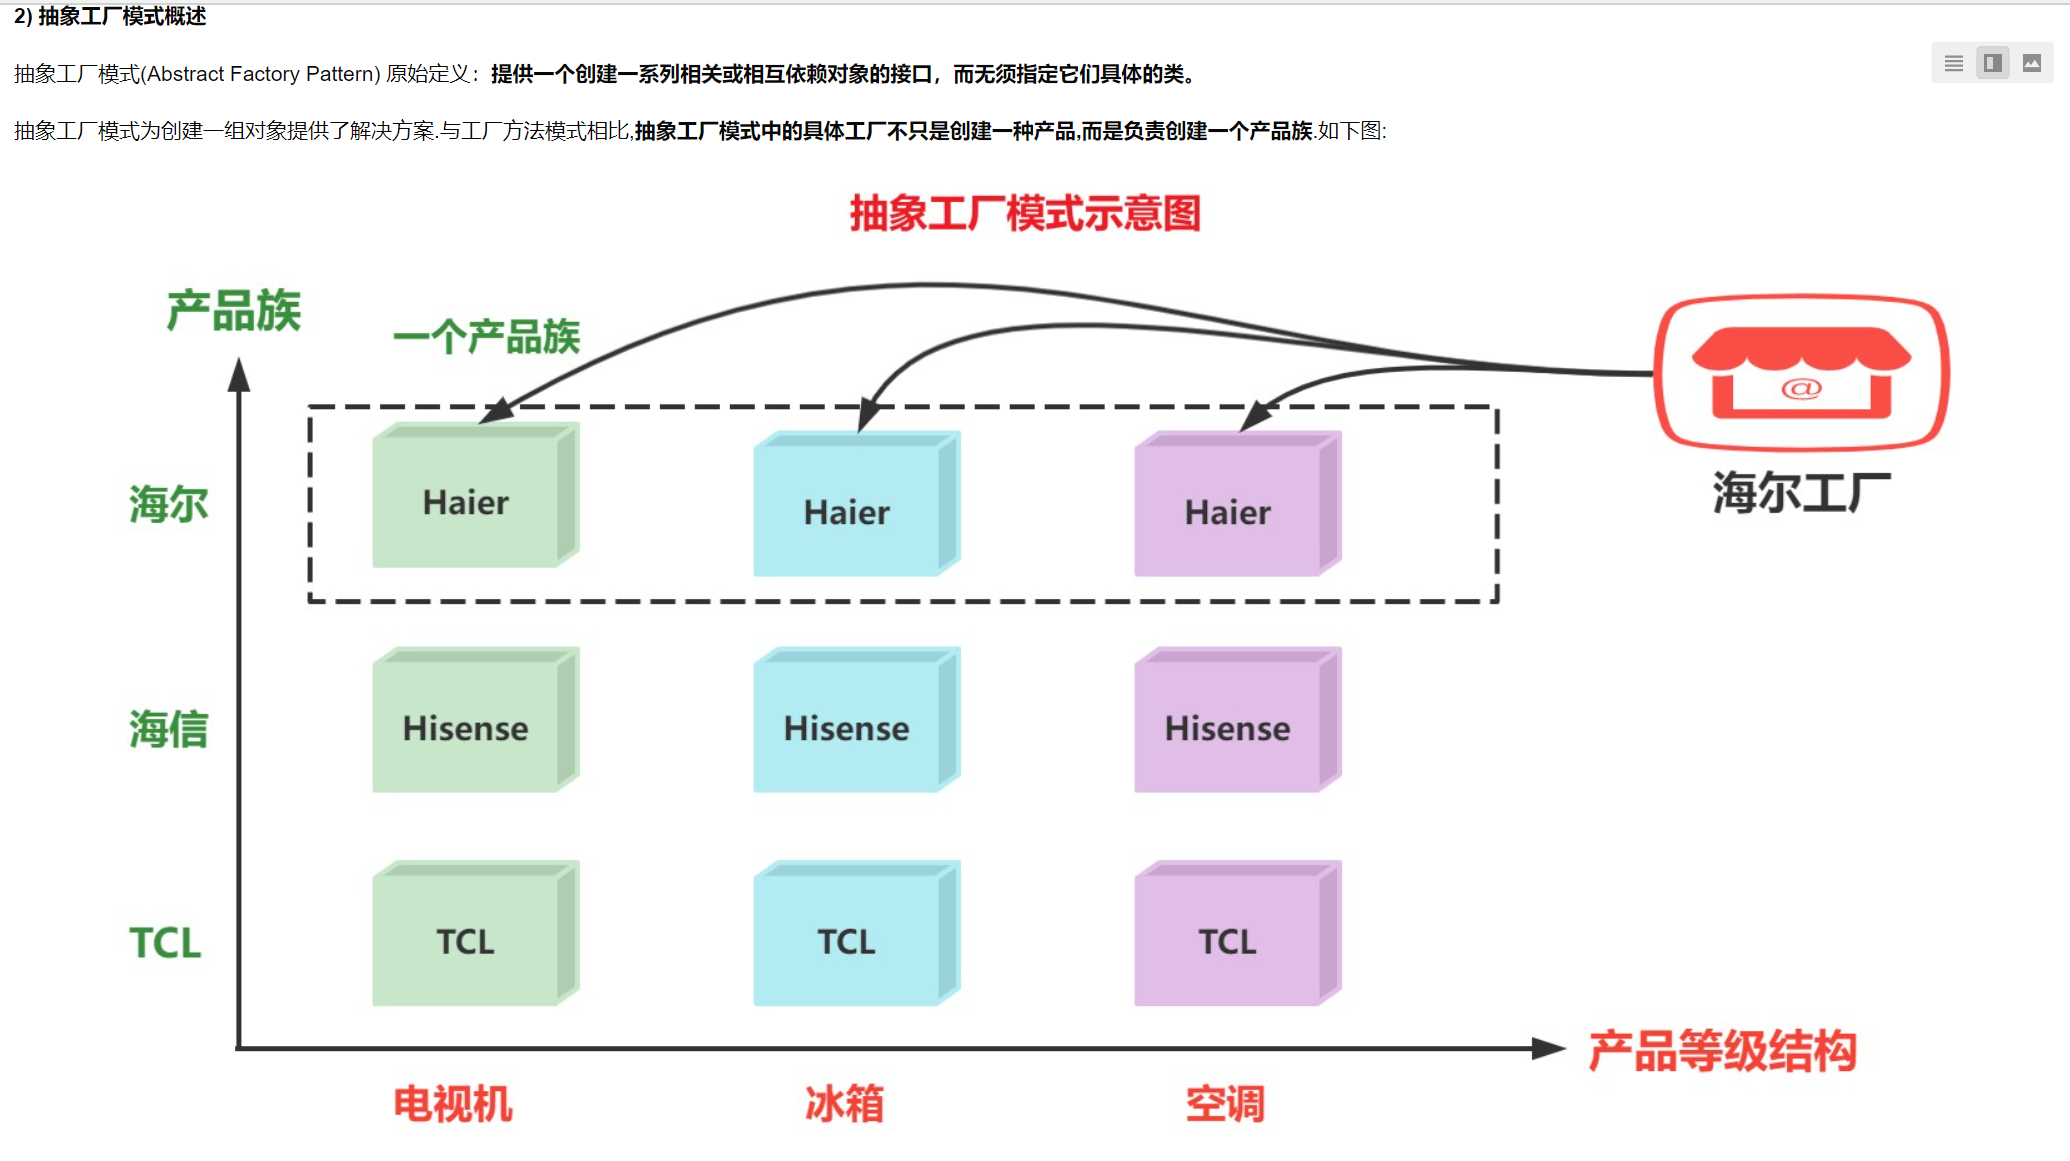 2) 抽象工厂模式概述
抽象工厂模式(Abstract Factory Pattern) 原始定义：提供一个创建一系列相关或相互依赖对象的接口，而无须指定它们具体的类。
抽象工厂模式为创建一组对象提供了解决方案.与工厂方法模式相比,抽象工厂模式中的具体工厂不只是创建一种产品,而是负责创建一个产品族.如下图:
抽象工厂模式示意图
产品族
一个产品族
@
海尔工厂
海尔
Haier
Haier
Haier
海信
Hisense
Hisense
Hisense
TCL
TCL
TCL
TCL
产品等级结构
电视机
冰箱
空调